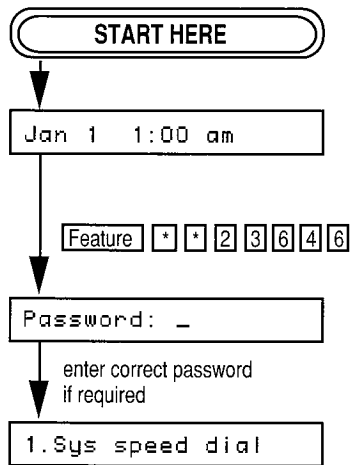 START HERE
Jan 1 1:00 am
Feature * * 2 3 6 4 6
Password: _
enter correct password
if required
1.Sys speed dial